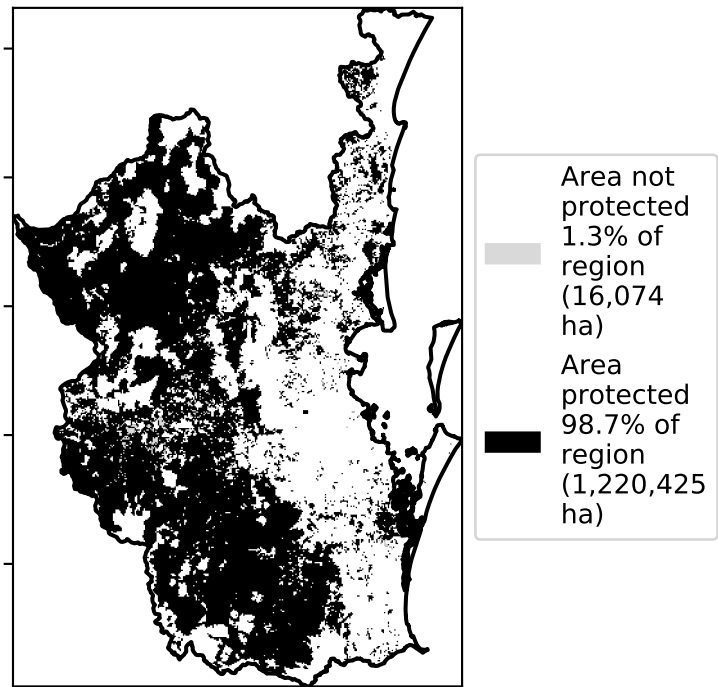 Area not
protected
1.3% of
region
(16,074
ha)
Area
protected
98.7% of
region
(1,220,425
ha)